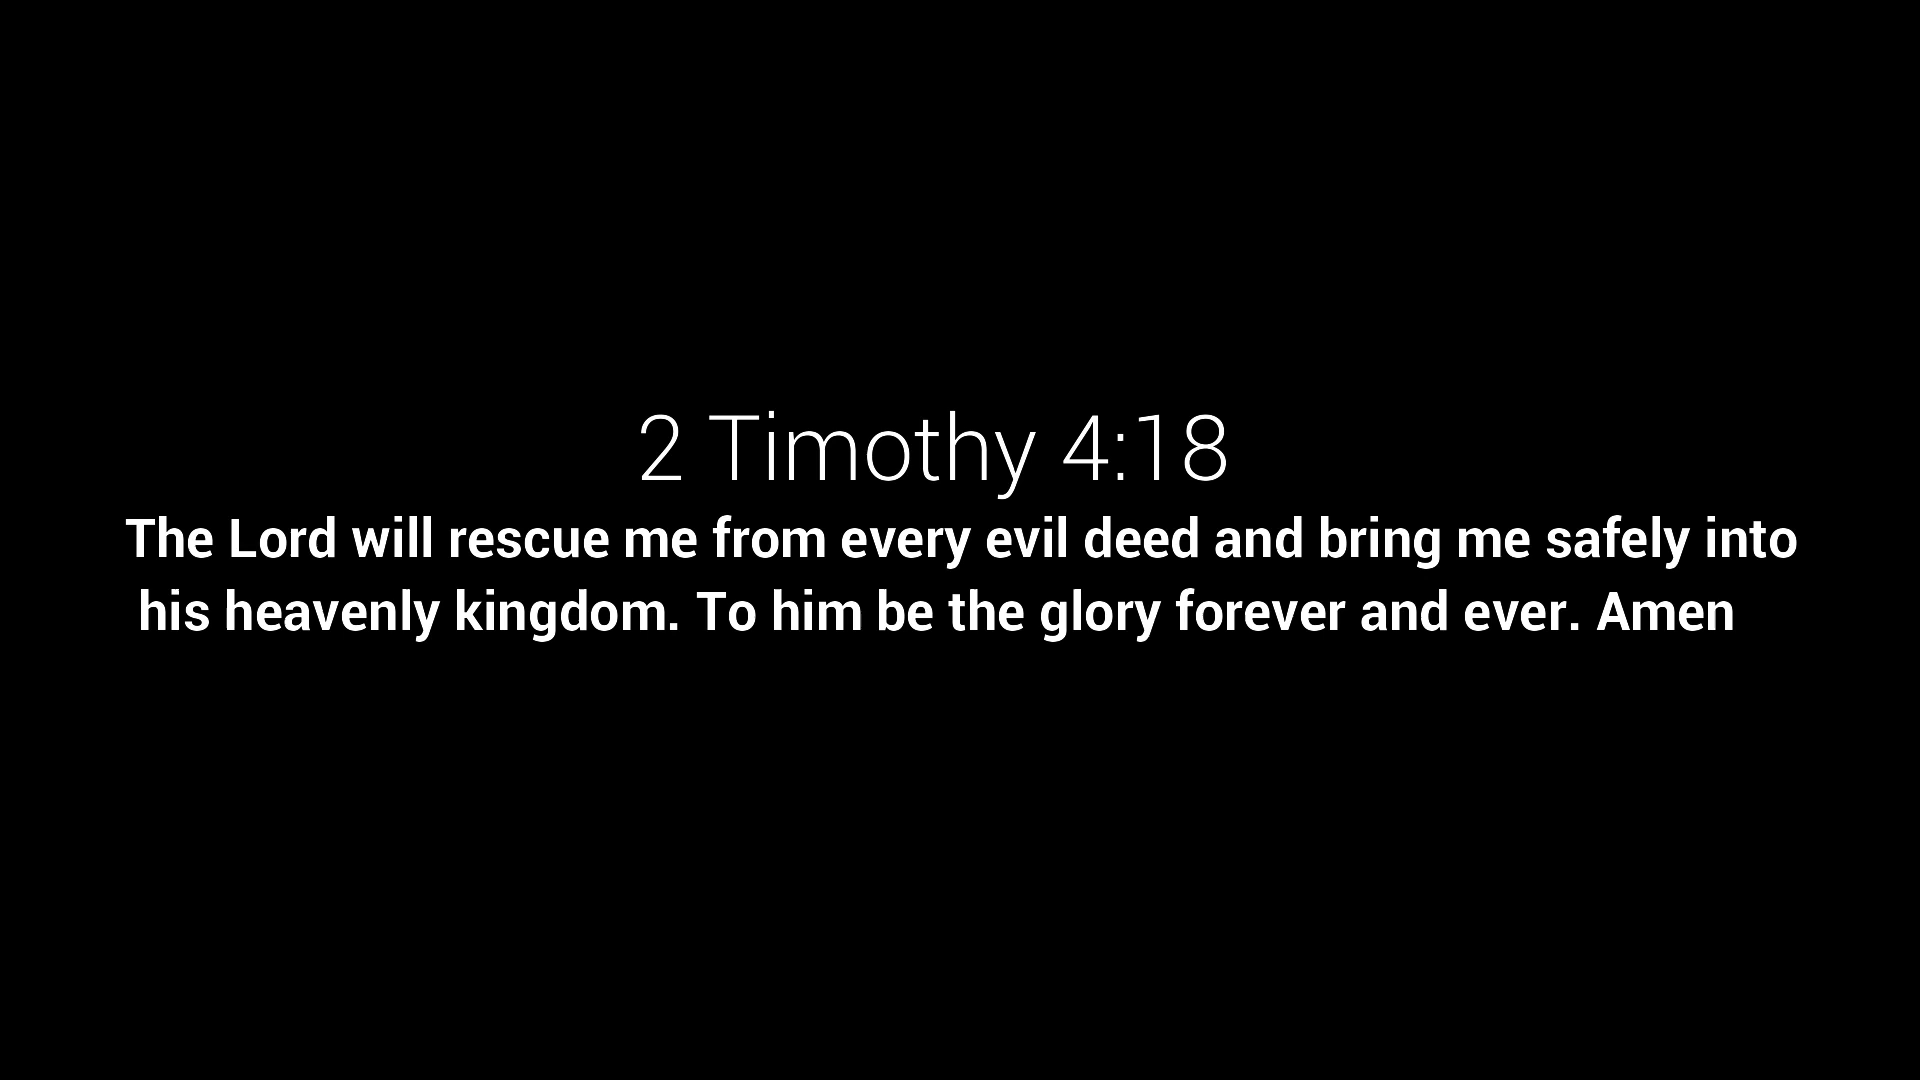 2 Timothy 4:18
The Lord will rescue me from every evil deed and bring me safely into
his heavenly kingdom. To him be the glory forever and ever. Amen